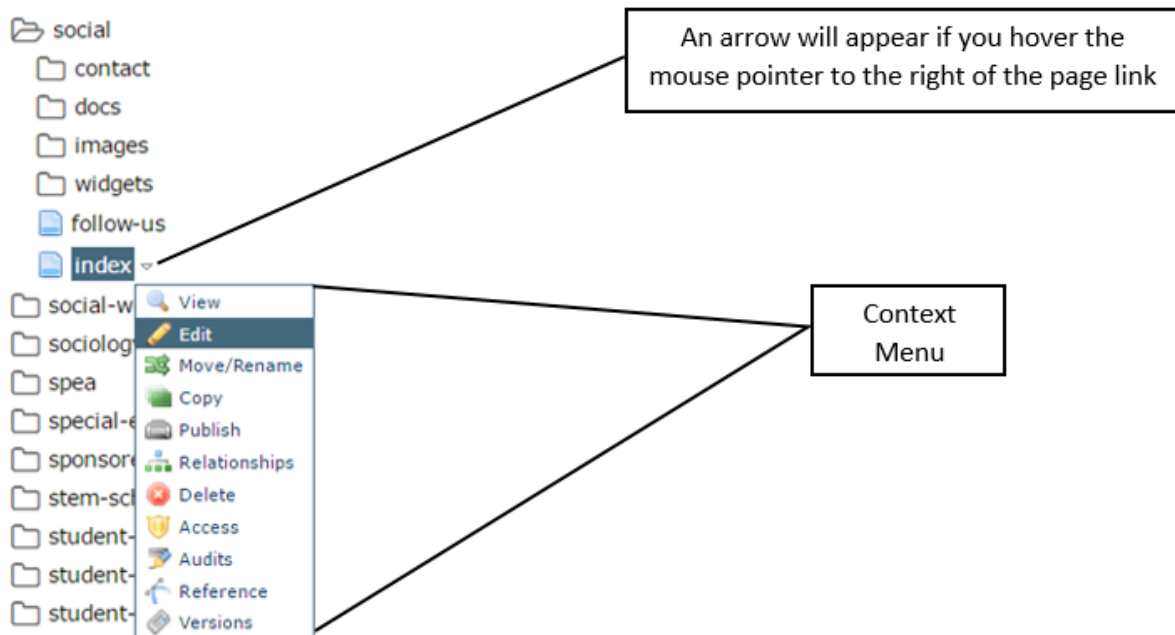 social
contact
docs
images
widgets
follow-us
index
An arrow will appear if you hover the
mouse pointer to the right of the page link
social-w
sociology
spea
special-e
sponsore
stem-sch
student-
student-
student-
View
Edit
Move/Rename
Copy
Publish
Relationships
Delete
Access
Audits
Reference
Versions
Context
Menu